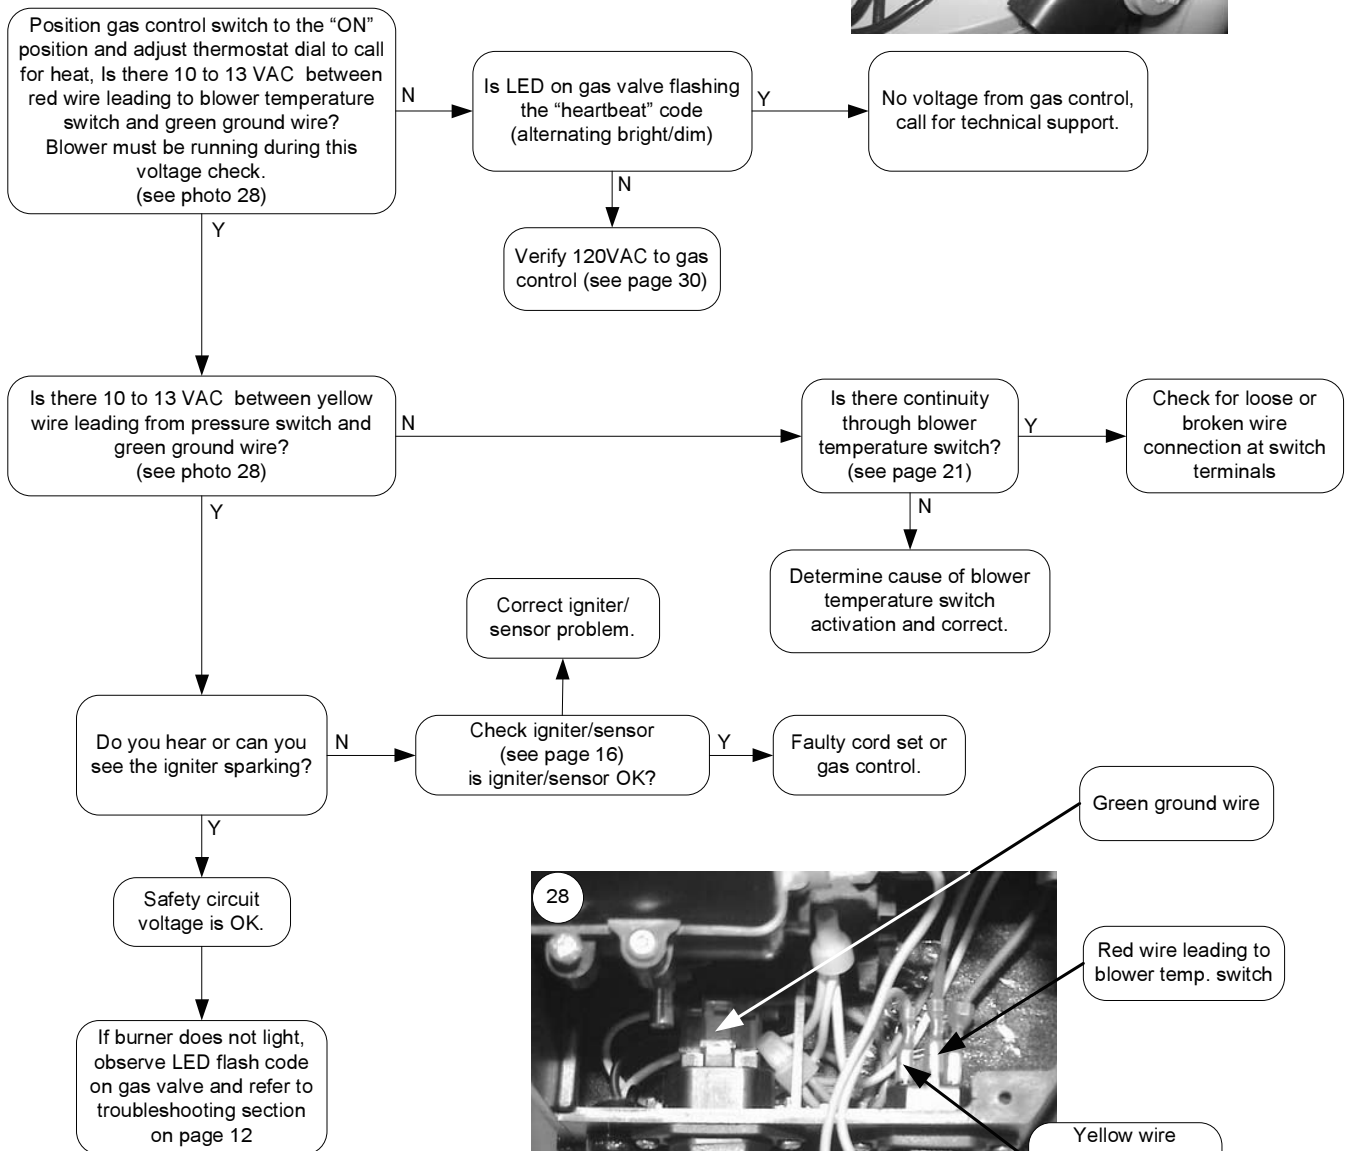 Position gas control switch to the “ON”
position and adjust thermostat dial to call
for heat, Is there 10 to 13 VAC between
red wire leading to blower temperature
switch and green ground wire?
Blower must be running during this
voltage check.
(see photo 28)
N
Is LED on gas valve flashing
the “heartbeat” code
(alternating bright/dim)
Y
No voltage from gas control,
call for technical support.
N
Verify 120VAC to gas
control (see page 30)
Y
Is there 10 to 13 VAC between yellow
wire leading from pressure switch and
green ground wire?
(see photo 28)
N
Is there continuity
through blower
temperature switch?
(see page 21)
Y
Check for loose or
broken wire
connection at switch
terminals
N
Determine cause of blower
temperature switch
activation and correct.
Y
Correct igniter/
sensor problem.
Do you hear or can you
see the igniter sparking?
N
Check igniter/sensor
(see page 16)
is igniter/sensor OK?
Y
Faulty cord set or
gas control.
Y
Safety circuit
voltage is OK.
If burner does not light,
observe LED flash code
on gas valve and refer to
troubleshooting section
on page 12
28
Green ground wire
Red wire leading to
blower temp. switch
Yellow wire